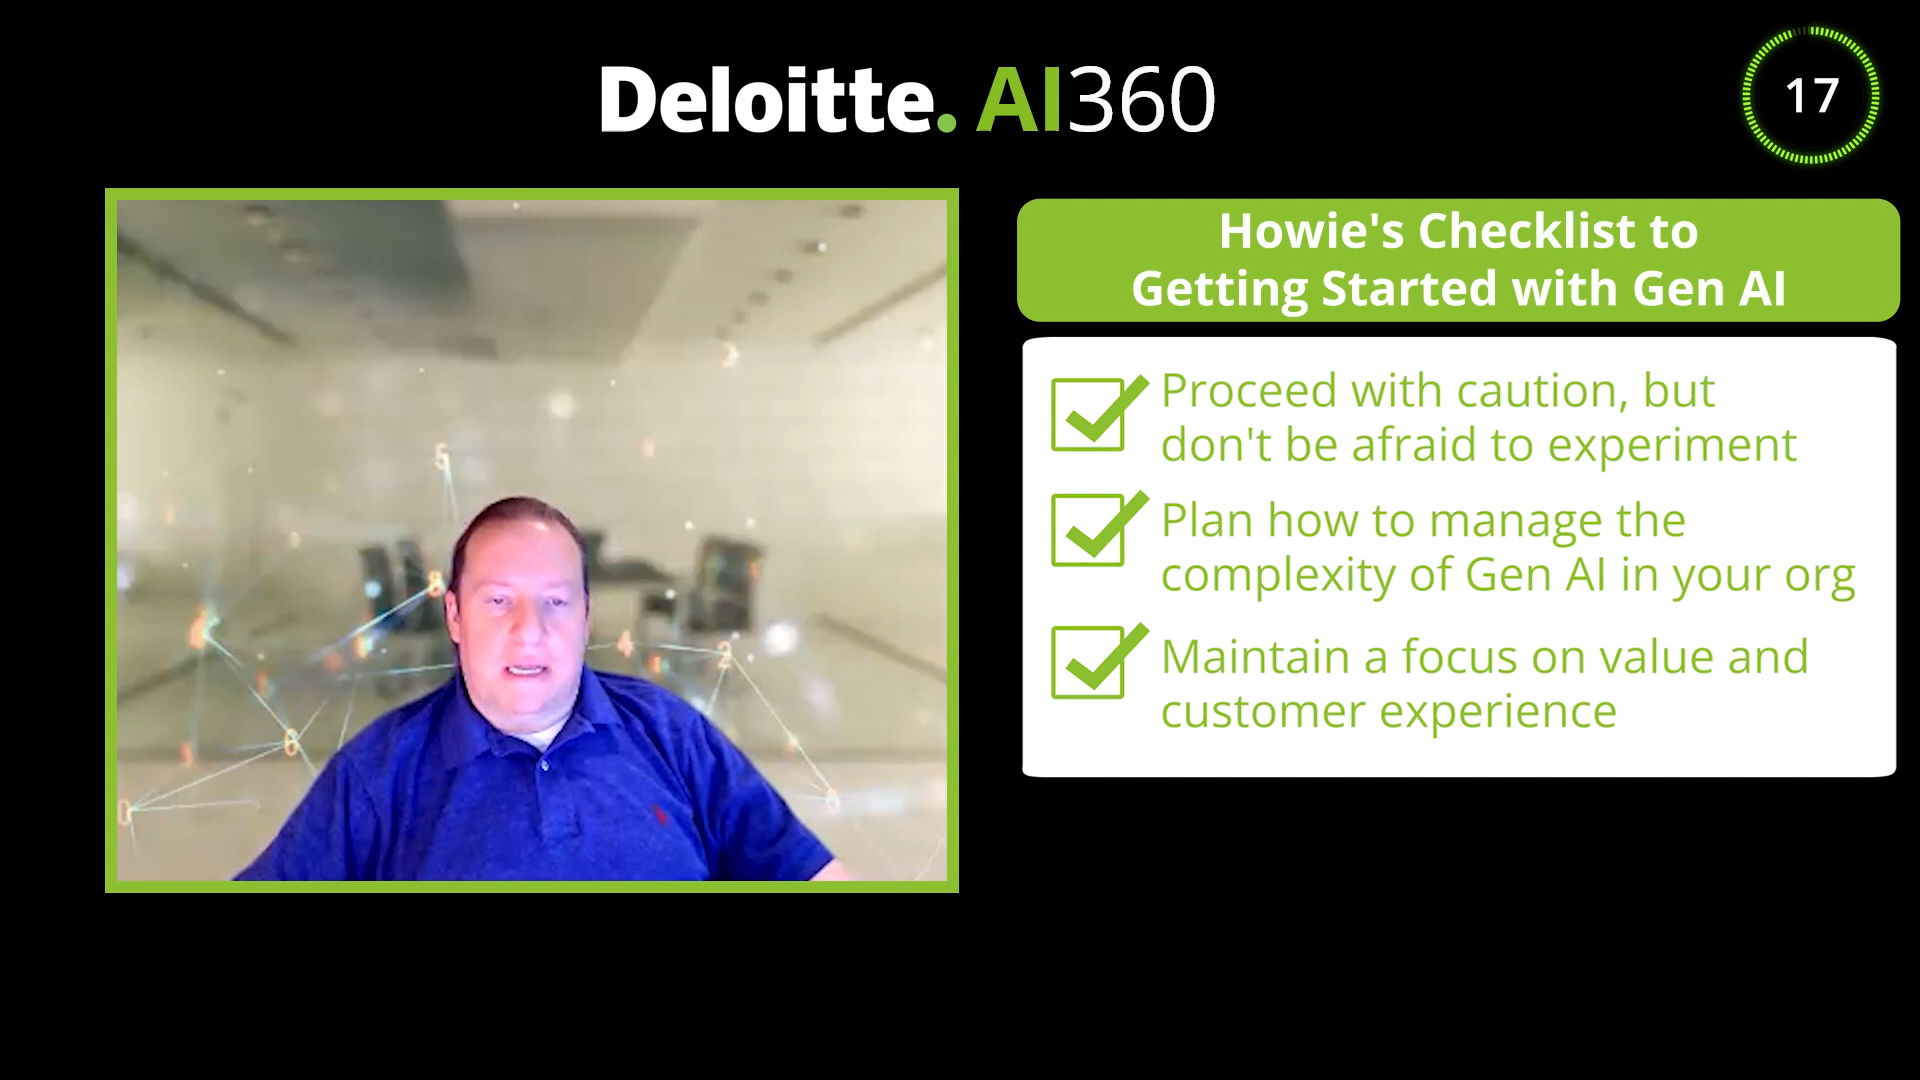 Deloitte. AI360
17
Howie's Checklist to
Getting Started with Gen AI
Proceed with caution, but
don't be afraid to experiment
Plan how to manage the
complexity of Gen AI in your org
Maintain a focus on value and
customer experience